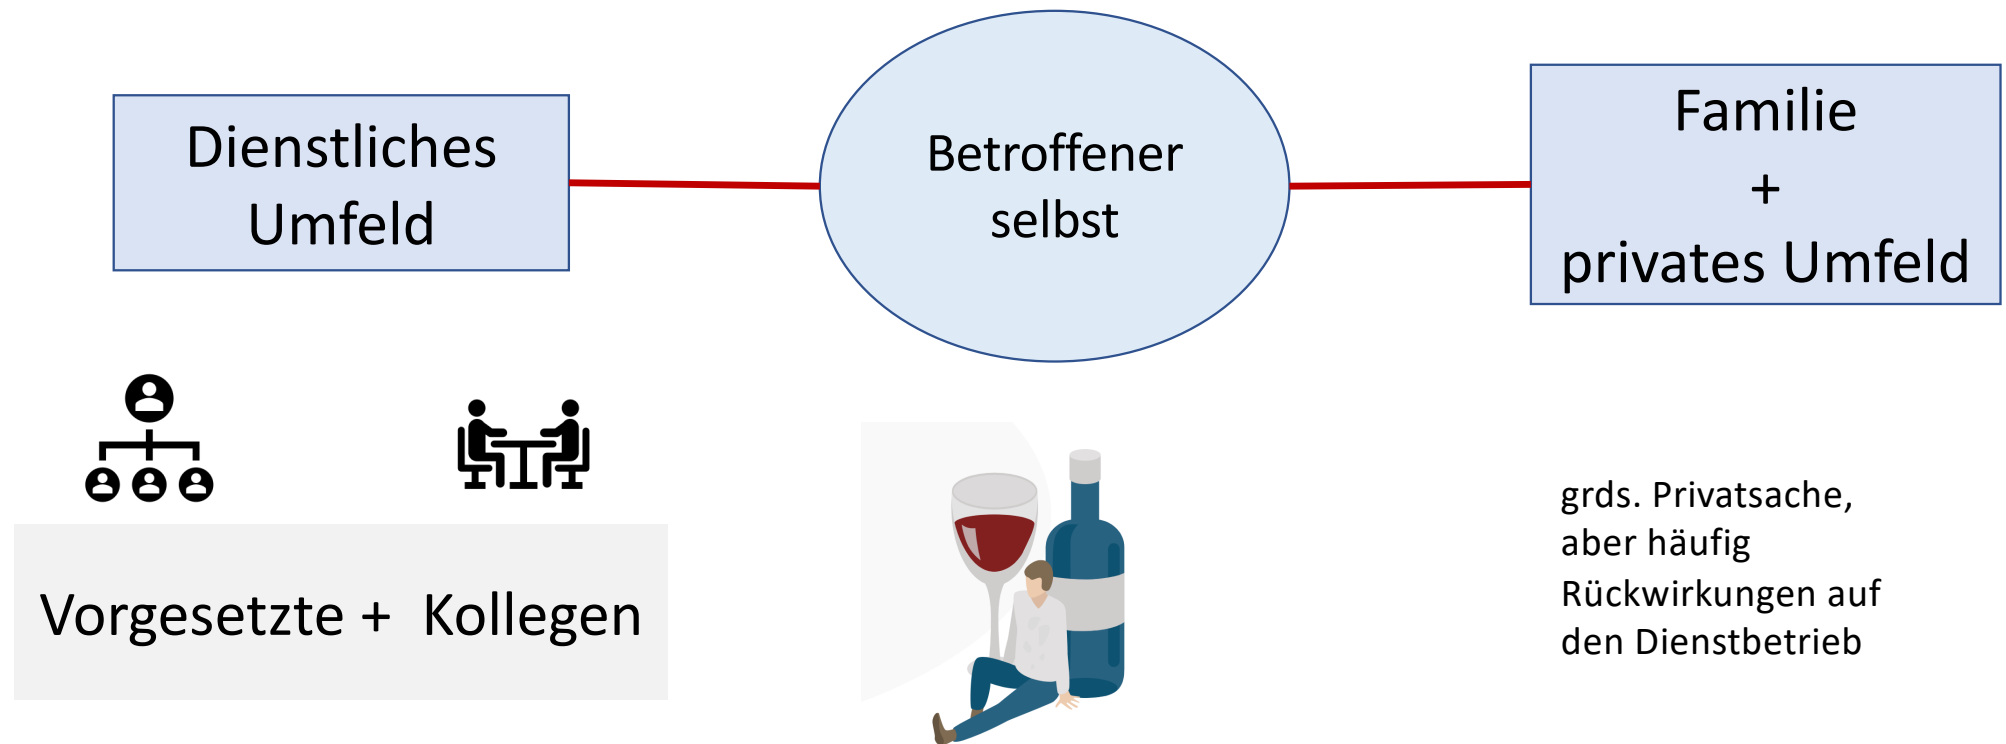 Dienstliches
Umfeld
Betroffener
selbst
Familie
+
privates Umfeld
Vorgesetzte + Kollegen
grds. Privatsache,
aber häufig
Rückwirkungen auf
den Dienstbetrieb